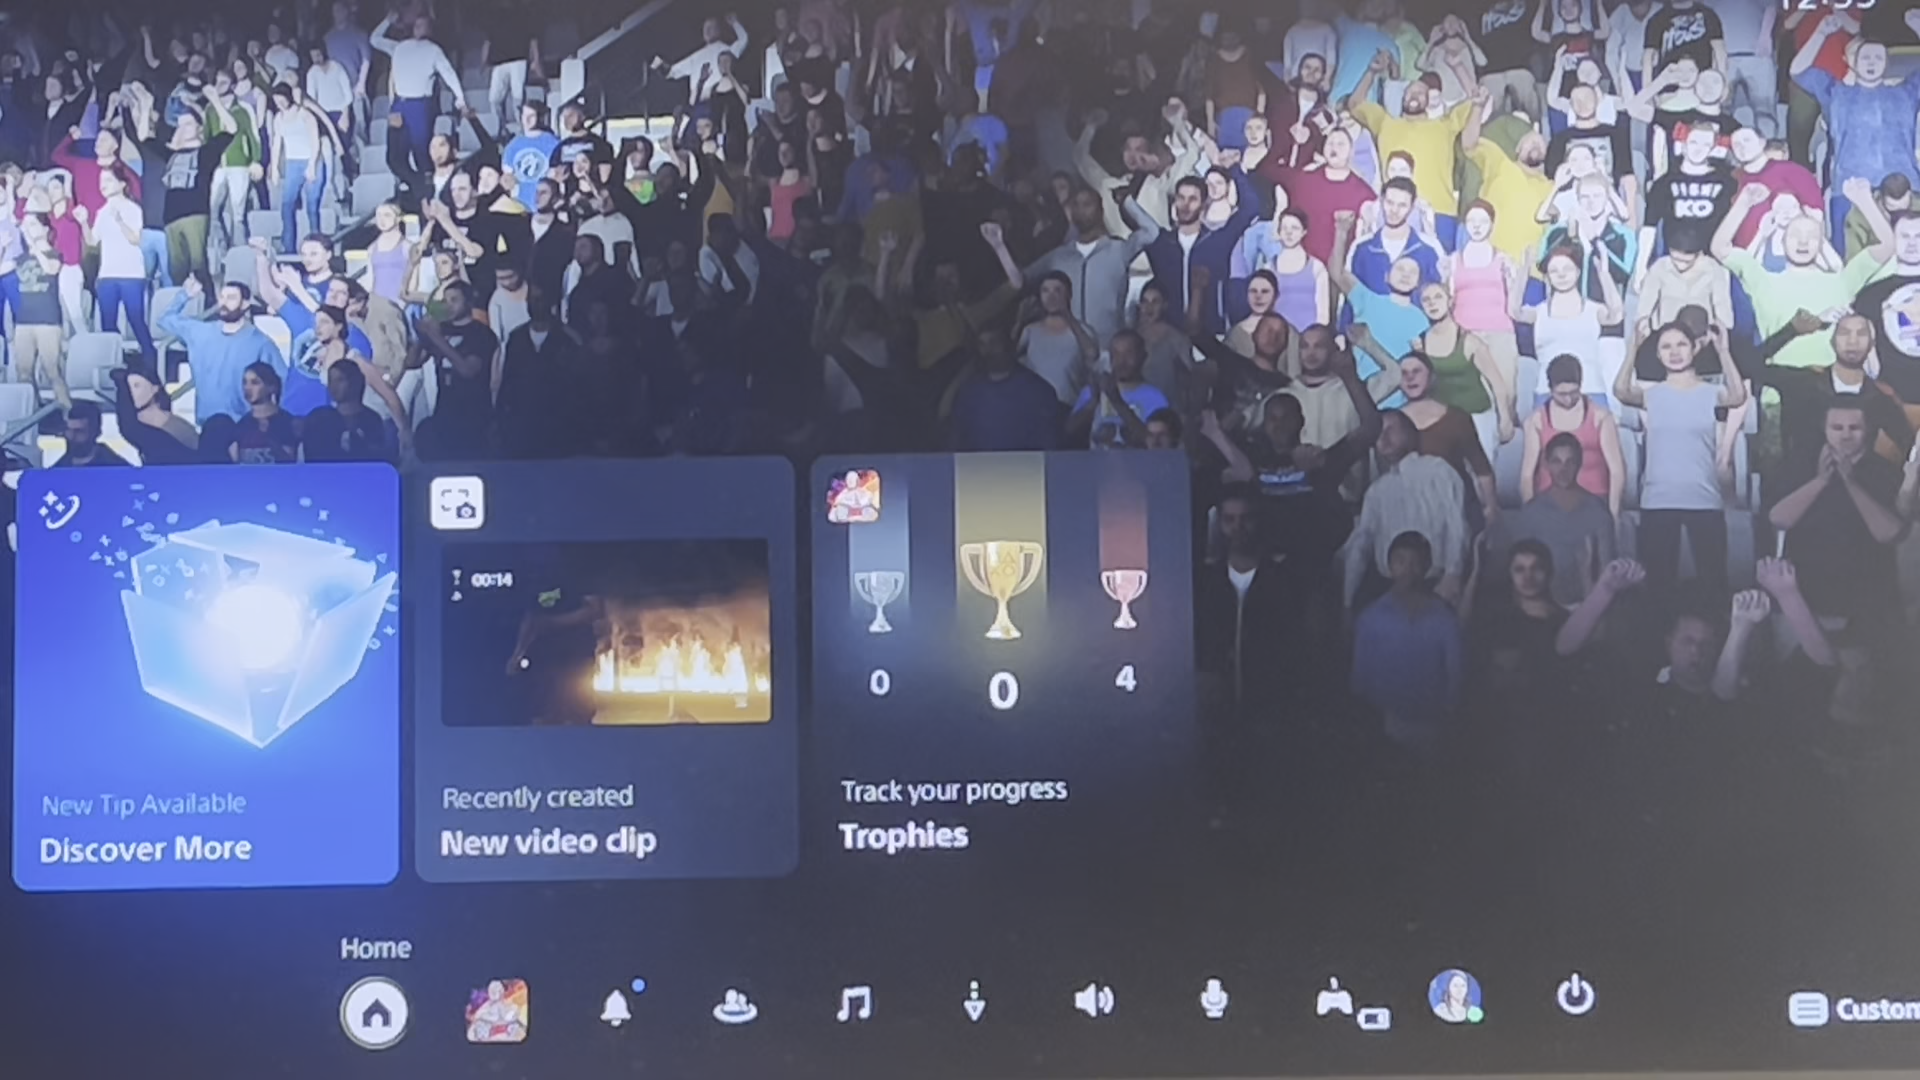 KO
00:14
0
0
4
New Tip Available
Discover More
Recently created
New video clip
Track your progress
Trophies
Home